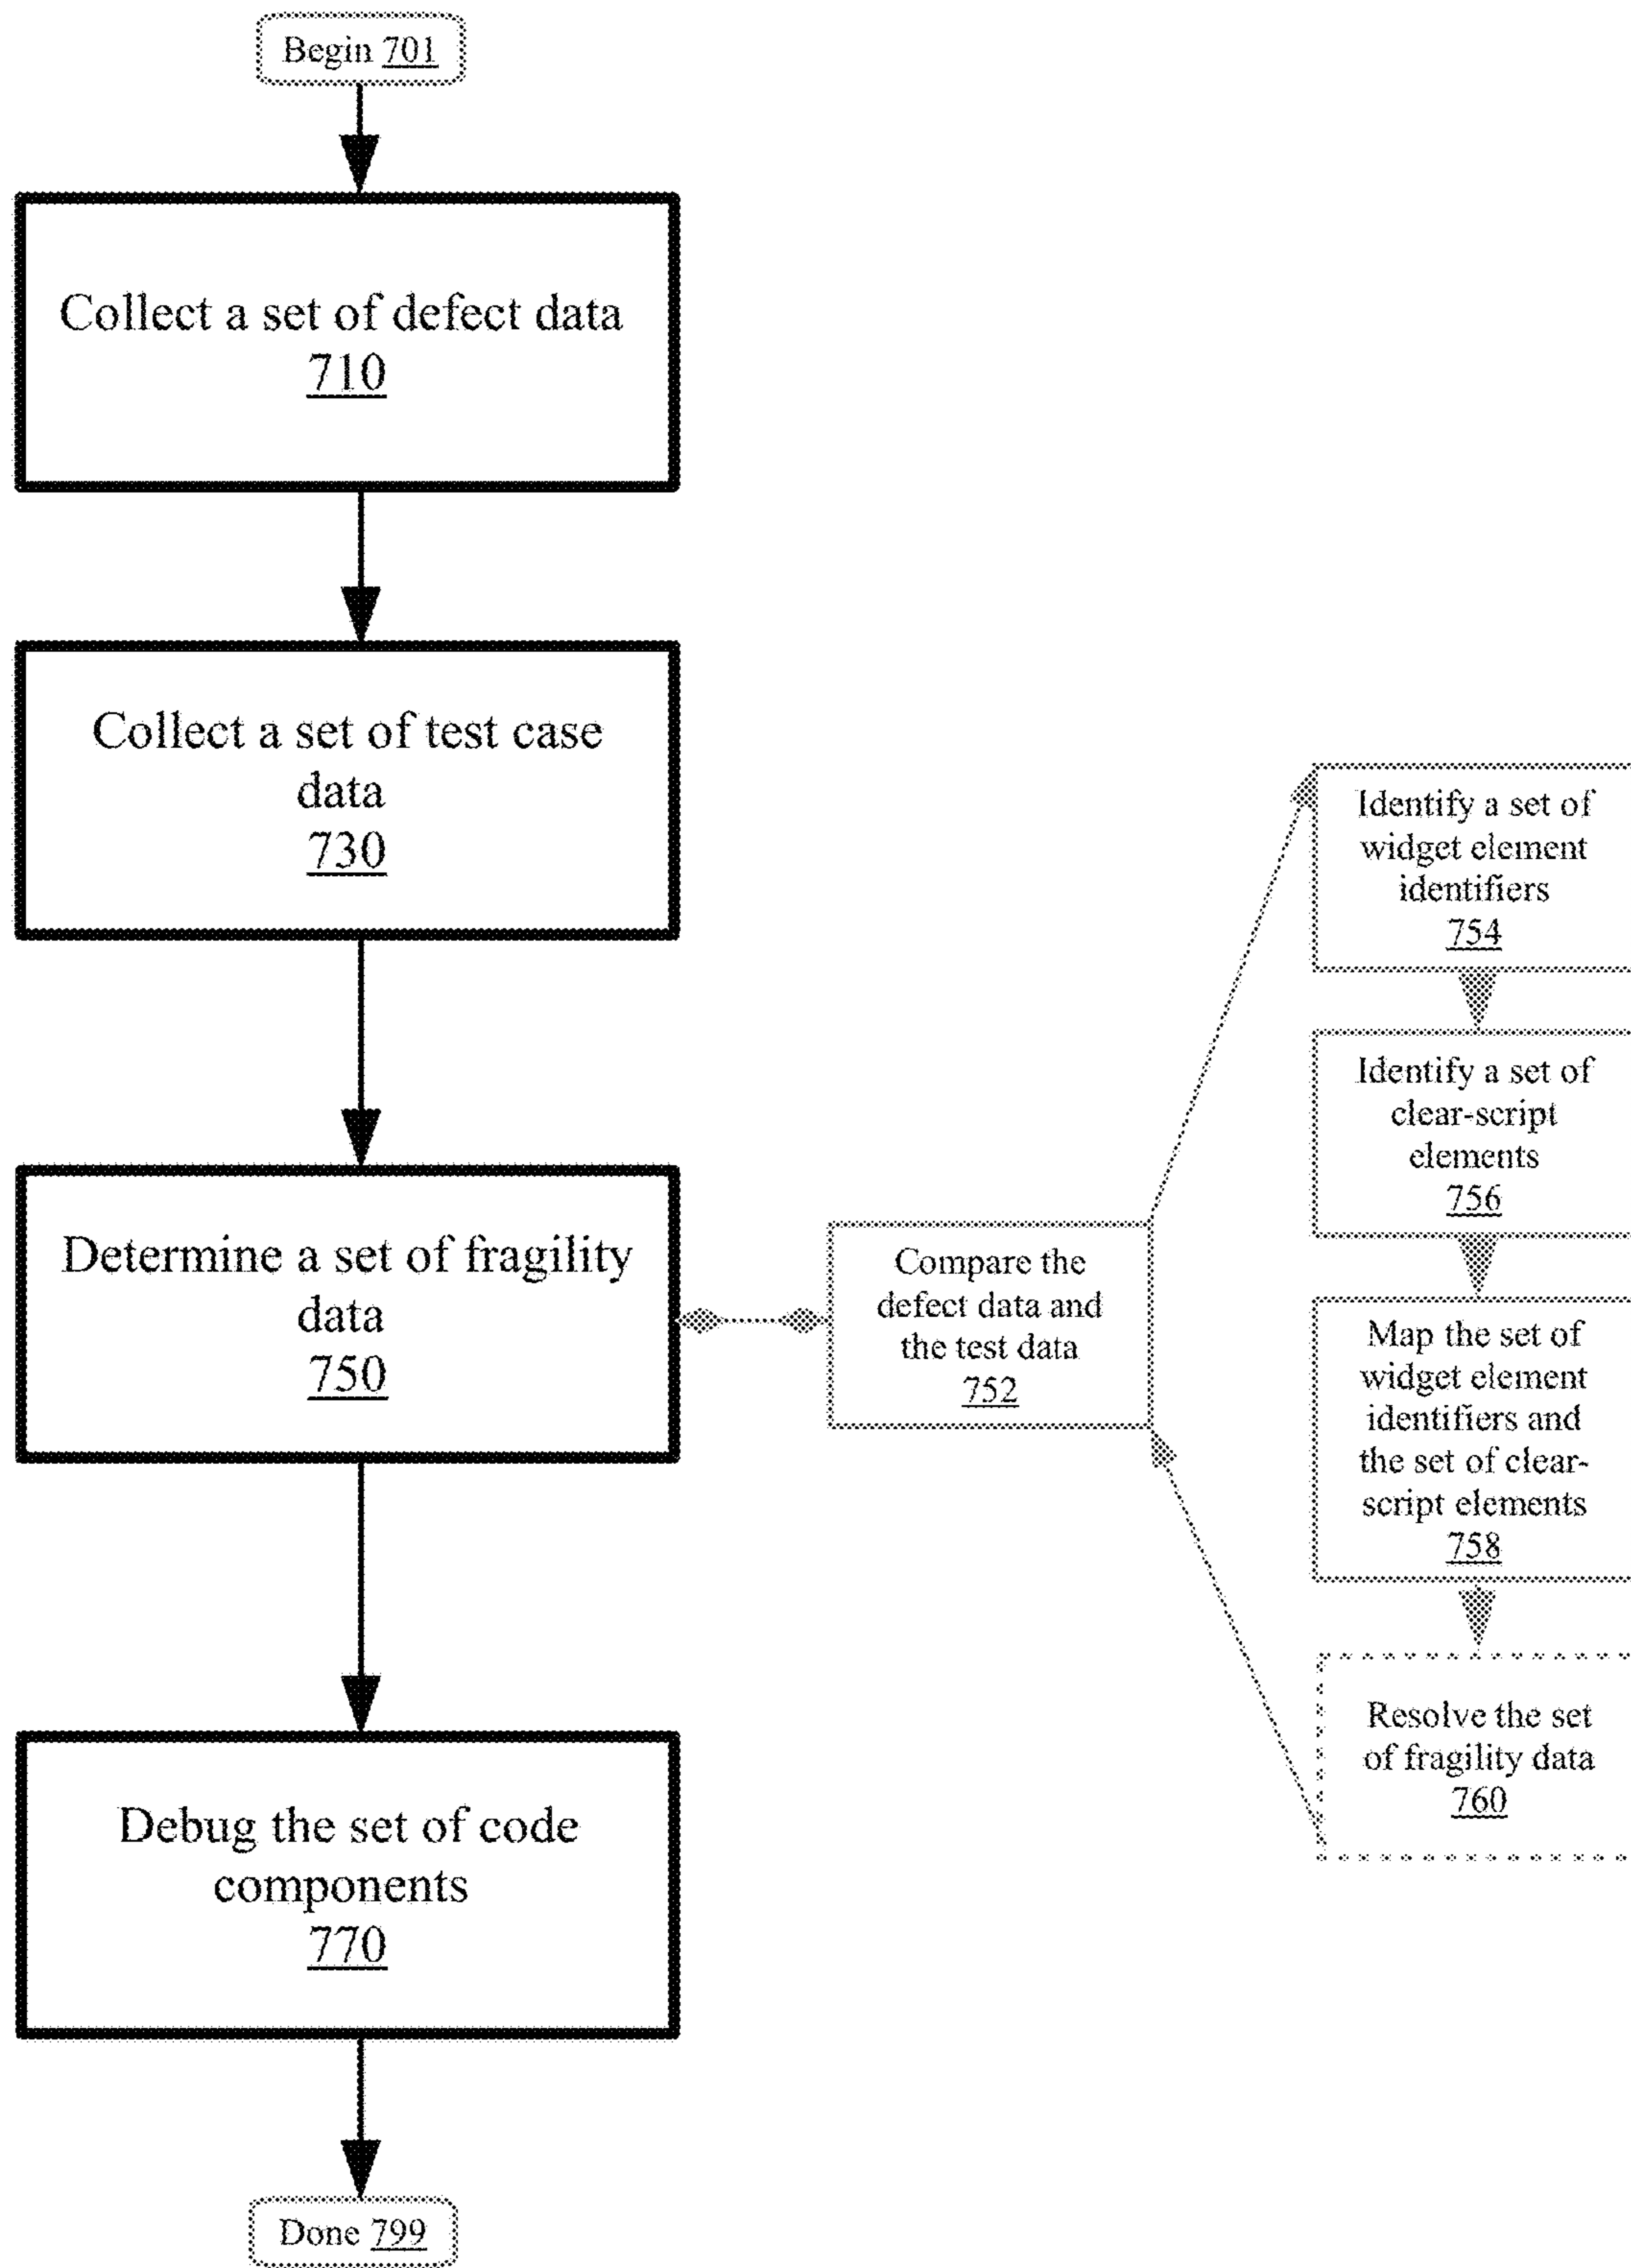 Begin 701
Collect a set of defect data
710
Collect a set of test case
data
730
Determine a set of fragility
data
750
Compare the
defect data and
the test data
752
Identify a set of
widget element
identifiers
754
Identify a set of
clear-script
elements
756
Map the set of
widget element
identifiers and
the set of clear-
script elements
758
Resolve the set
of fragility data
760
Debug the set of code
components
770
Done 799